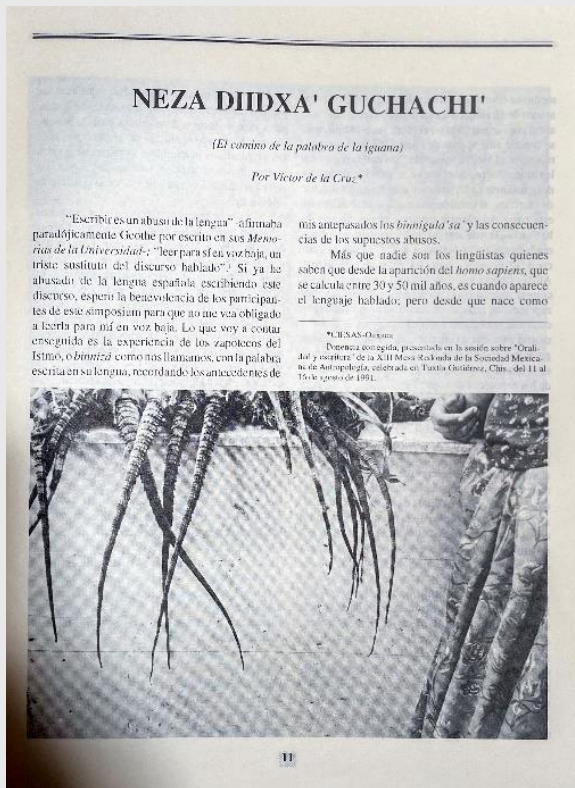 NEZA DIIDXA' GUCHACHI'
(El camino de la palabra de la iguana)
Por Víctor de la Cruz*
"Escribir es un abuso de la lengua" -afirmaba
paradójicamente Geothe por escrito en sus Memo-
rias de la Universidad-; "leer para sí en voz baja, un
triste sustituto del discurso hablado".¹ Si ya he
abusado de la lengua española escribiendo este
discurso, espero la benevolencia de los participan-
tes de este simposium para que no me vea obligado
a leerla para mí en voz baja. Lo que voy a contar
enseguida es la experiencia de los zapotecos del
Istmo, o binnizá como nos llamamos, con la palabra
escrita en su lengua, recordando los antecedentes de
mis antepasados los binnigula'sa' y las consecuen-
cias de los supuestos abusos.
Más que nadie son los lingüistas quienes
saben que desde la aparición del homo sapiens, que
se calcula entre 30 y 50 mil años, es cuando aparece
el lenguaje hablado; pero desde que nace como
*CIESAS-Oaxaca
Ponencia corregida, presentada en la sesión sobre "Orali-
dad y escritura" de la XIII Mesa Redonda de la Sociedad Mexica-
na de Antropología, celebrada en Tuxtla Gutiérrez, Chis., del 11 al
16 de agosto de 1991.
11